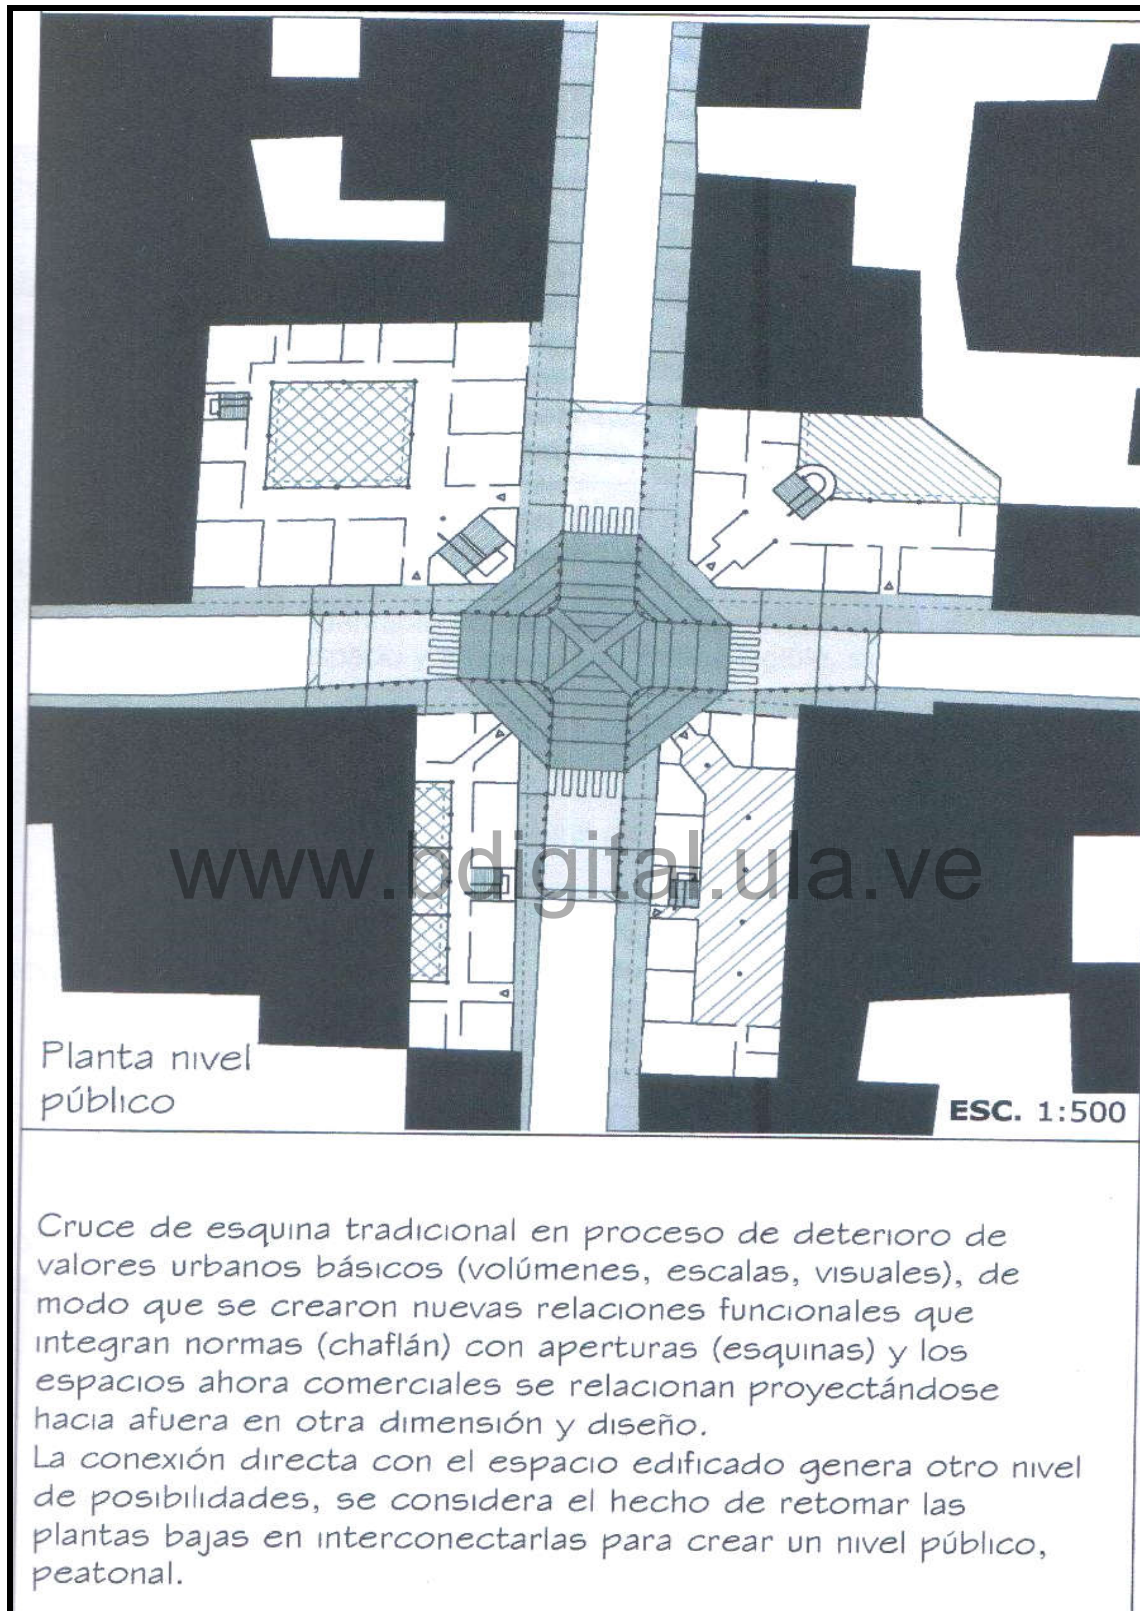 www.bdigital.ula.ve
Planta nivel
público
ESC. 1:500
Cruce de esquina tradicional en proceso de deterioro de
valores urbanos básicos (volúmenes, escalas, visuales), de
modo que se crearon nuevas relaciones funcionales que
integran normas (chaflán) con aperturas (esquinas) y los
espacios ahora comerciales se relacionan proyectándose
hacia afuera en otra dimensión y diseño.
La conexión directa con el espacio edificado genera otro nivel
de posibilidades, se considera el hecho de retomar las
plantas bajas en interconectarlas para crear un nivel público,
peatonal.